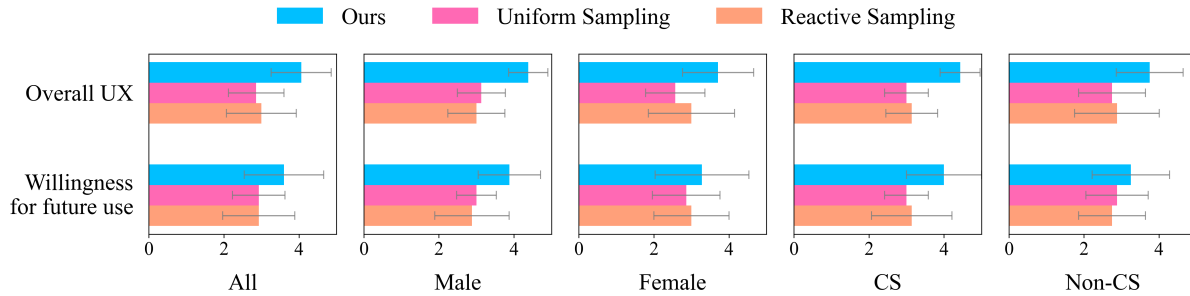 Ours Uniform Sampling Reactive Sampling
Overall UX
Willingness
for future use
0 2 4 0 2 4 0 2 4 0 2 4 0 2 4
All Male Female CS Non-CS